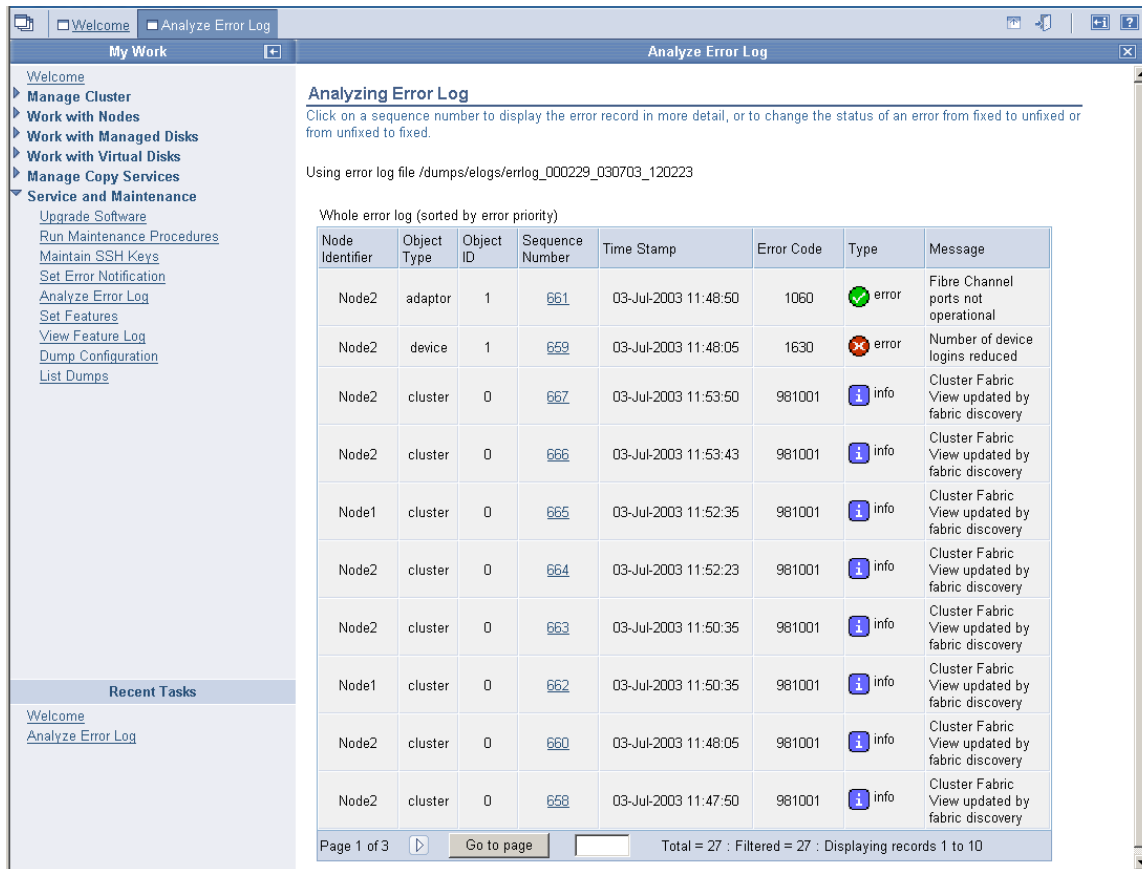 Welcome
Analyze Error Log
My Work
Analyze Error Log
Welcome
Manage Cluster
Work with Nodes
Work with Managed Disks
Work with Virtual Disks
Manage Copy Services
Service and Maintenance
Upgrade Software
Run Maintenance Procedures
Maintain SSH Keys
Set Error Notification
Analyze Error Log
Set Features
View Feature Log
Dump Configuration
List Dumps
Recent Tasks
Welcome
Analyze Error Log
Analyzing Error Log
Click on a sequence number to display the error record in more detail, or to change the status of an error from fixed to unfixed or
from unfixed to fixed.
Using error log file /dumps/elogs/errlog_000229_030703_120223
Whole error log (sorted by error priority)
Node Identifier Object Type Object ID Sequence Number Time Stamp Error Code Type Message
Node2 adaptor 1 661 03-Jul-2003 11:48:50 1060 error Fibre Channel ports not operational
Node2 device 1 659 03-Jul-2003 11:48:05 1630 error Number of device logins reduced
Node2 cluster 0 667 03-Jul-2003 11:53:50 981001 info Cluster Fabric View updated by fabric discovery
Node2 cluster 0 666 03-Jul-2003 11:53:43 981001 info Cluster Fabric View updated by fabric discovery
Node1 cluster 0 665 03-Jul-2003 11:52:35 981001 info Cluster Fabric View updated by fabric discovery
Node2 cluster 0 664 03-Jul-2003 11:52:23 981001 info Cluster Fabric View updated by fabric discovery
Node2 cluster 0 663 03-Jul-2003 11:50:35 981001 info Cluster Fabric View updated by fabric discovery
Node1 cluster 0 662 03-Jul-2003 11:50:35 981001 info Cluster Fabric View updated by fabric discovery
Node2 cluster 0 660 03-Jul-2003 11:48:05 981001 info Cluster Fabric View updated by fabric discovery
Node2 cluster 0 658 03-Jul-2003 11:47:50 981001 info Cluster Fabric View updated by fabric discovery
Page 1 of 3 Go to page Total = 27 : Filtered = 27 : Displaying records 1 to 10